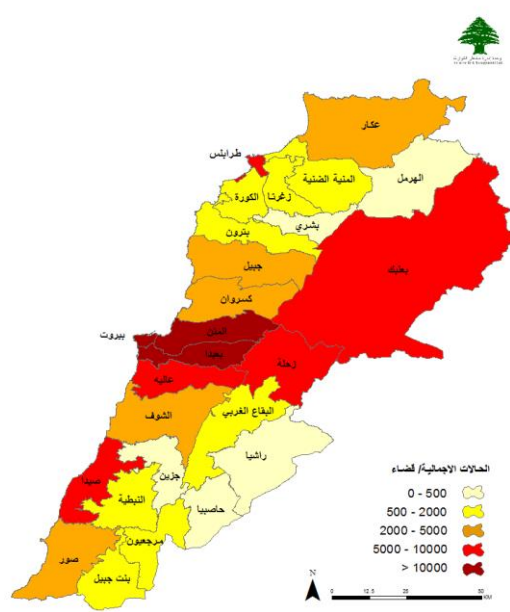 عكار
طرابلس
الهرمل
المنية الضنية
زغرتا
الكورة
بشري
بترون
بعلبك
جبيل
كسروان
المتن
بيروت
بعبدا
زحلة
عاليه
البقاع الغربي
الشوف
راشيا
جزين
صيدا
النبطية
حاصبيا
مرجعيون
صور
بنت جبيل
الحالات الاجمالية/ قضاء
0 - 500
500 - 2000
2000 - 5000
5000 - 10000
> 10000
N
0 12.5 30
KM